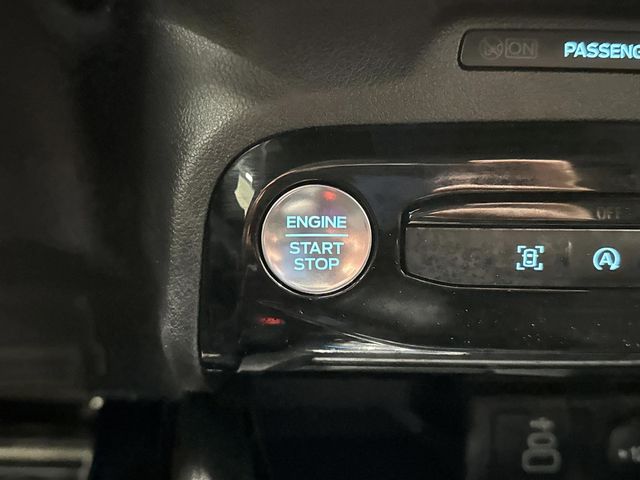 ON PASSENG
OFF
ENGINE
START
STOP
A